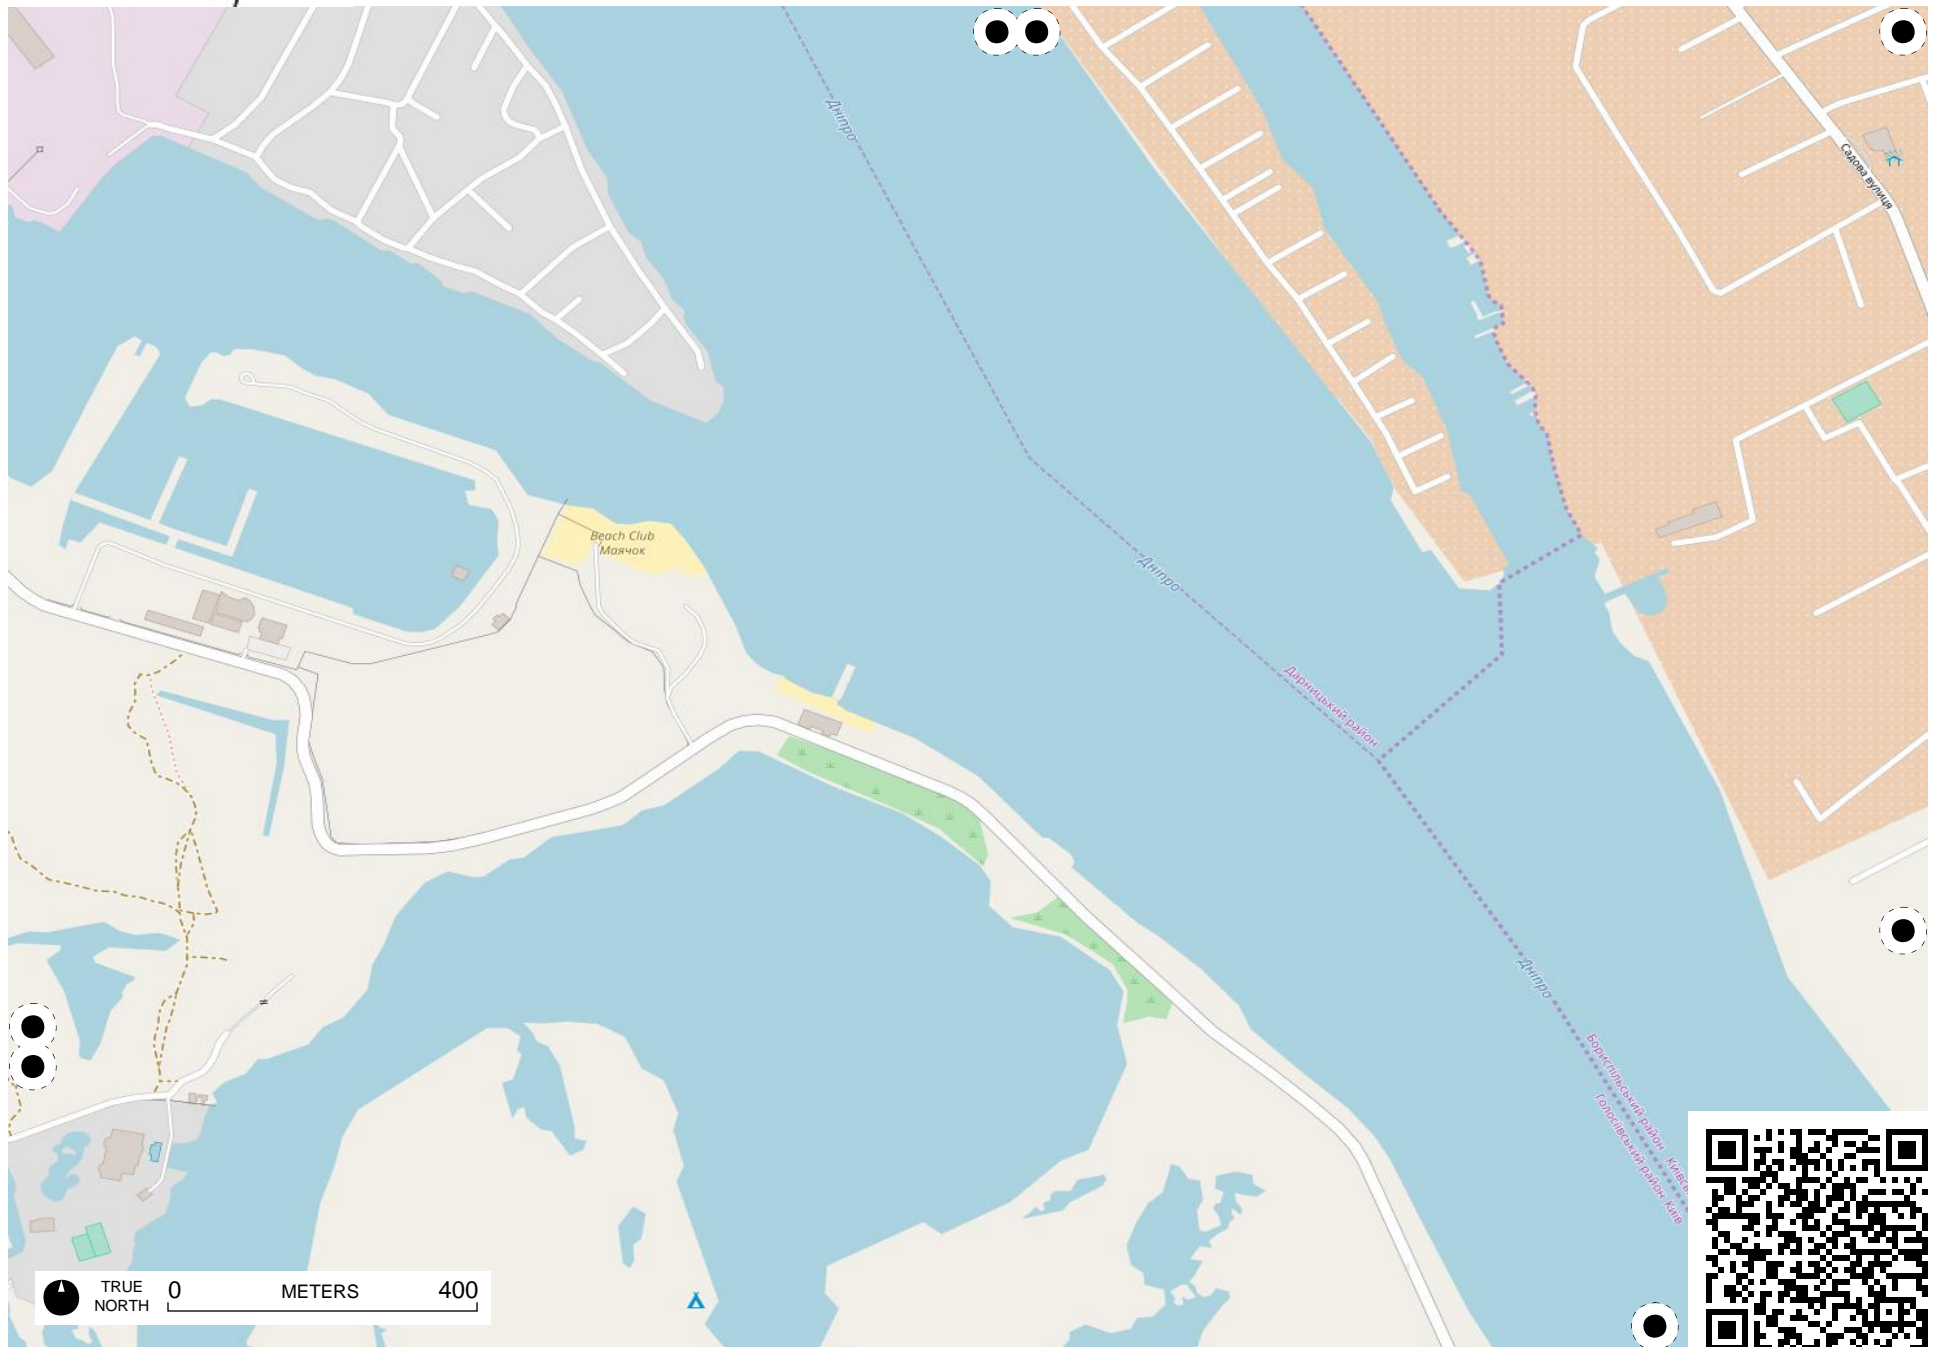 Дніпро
Садова вулиця
Beach Club
Маячок
Дніпро
Дарницький район
Дніпро
Бориспільський район
Голосіївський район, Київ
TRUE
NORTH
0
METERS
400